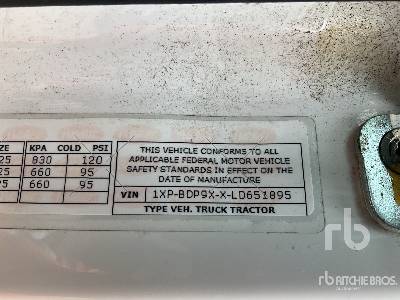 ZE KPA COLD PSI
25 830 120
25 660 95
25 660 95
THIS VEHICLE CONFORMS TO ALL
APPLICABLE FEDERAL MOTOR VEHICLE
SAFETY STANDARDS IN EFFECT ON THE
DATE OF MANUFACTURE
VIN 1XP-BDP9X-X-LD651895
TYPE VEH. TRUCK TRACTOR
rb
rb
RITCHIE BROS.